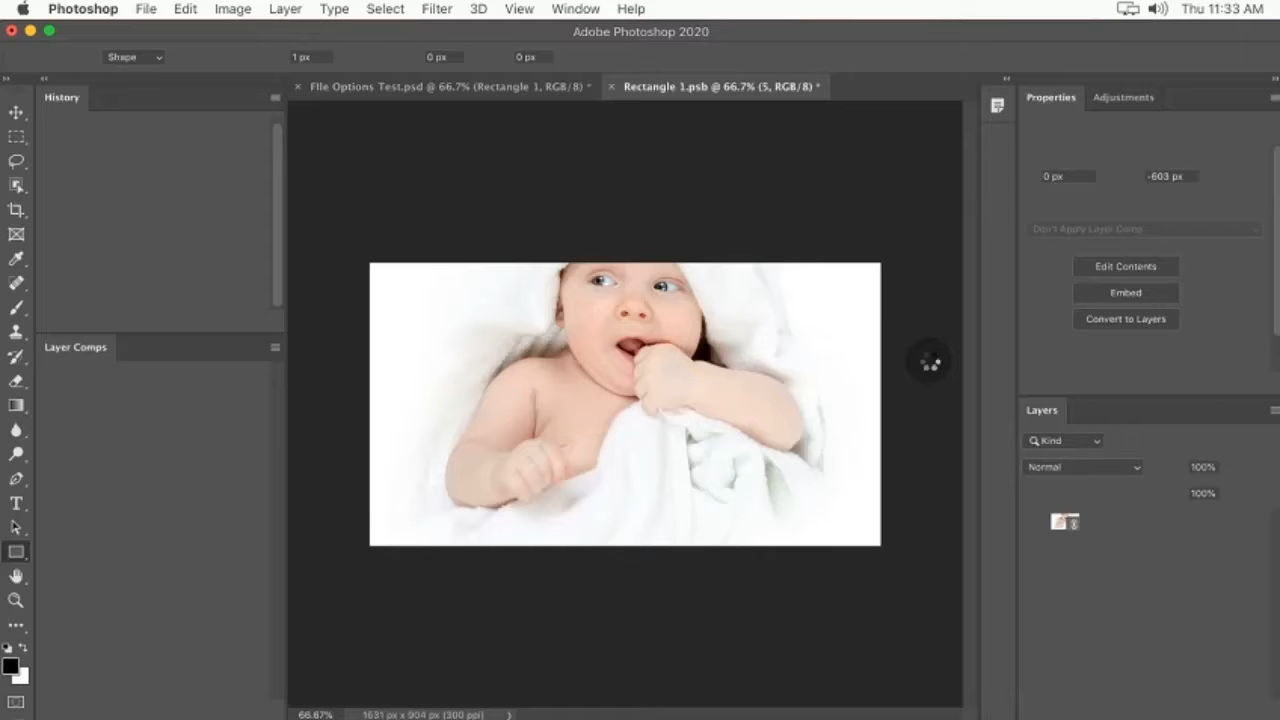 Photoshop File Edit Image Layer Type Select Filter 3D View Window Help Thu 11:33 AM
Adobe Photoshop 2020
Shape 1 px 0 px 0 px
File Options Test.psd @ 66.7% (Rectangle 1, RGB/8) * Rectangle 1.psb @ 66.7% (5, RGB/8) *
History
Properties Adjustments
0 px -603 px
Don't Apply Layer Comp
Edit Contents
Embed
Convert to Layers
Layer Comps
Layers
Kind
Normal 100%
100%
66.67% 1631 px x 904 px (300 ppi)